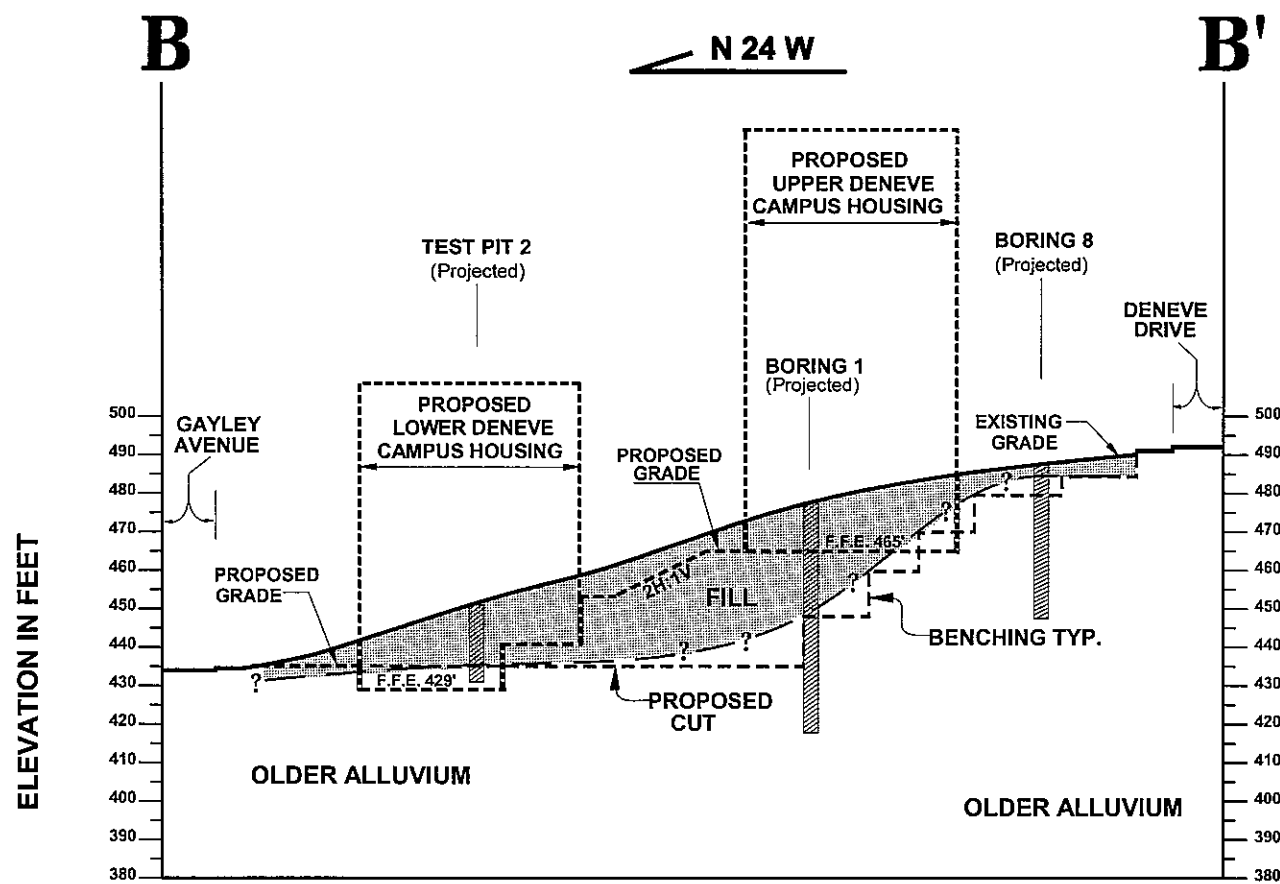 B
B'
N 24 W
PROPOSED
UPPER DENEVE
CAMPUS HOUSING
TEST PIT 2
(Projected)
BORING 8
(Projected)
DENEVE
DRIVE
BORING 1
(Projected)
PROPOSED
LOWER DENEVE
CAMPUS HOUSING
GAYLEY
AVENUE
EXISTING
GRADE
PROPOSED
GRADE
PROPOSED
GRADE
2H:1V
F.F.E. 465'
FILL
BENCHING TYP.
F.F.E. 429'
PROPOSED
CUT
?
?
?
?
?
?
OLDER ALLUVIUM
OLDER ALLUVIUM
ELEVATION IN FEET
500
490
480
470
460
450
440
430
420
410
400
390
380
500
490
480
470
460
450
440
430
420
410
400
390
380